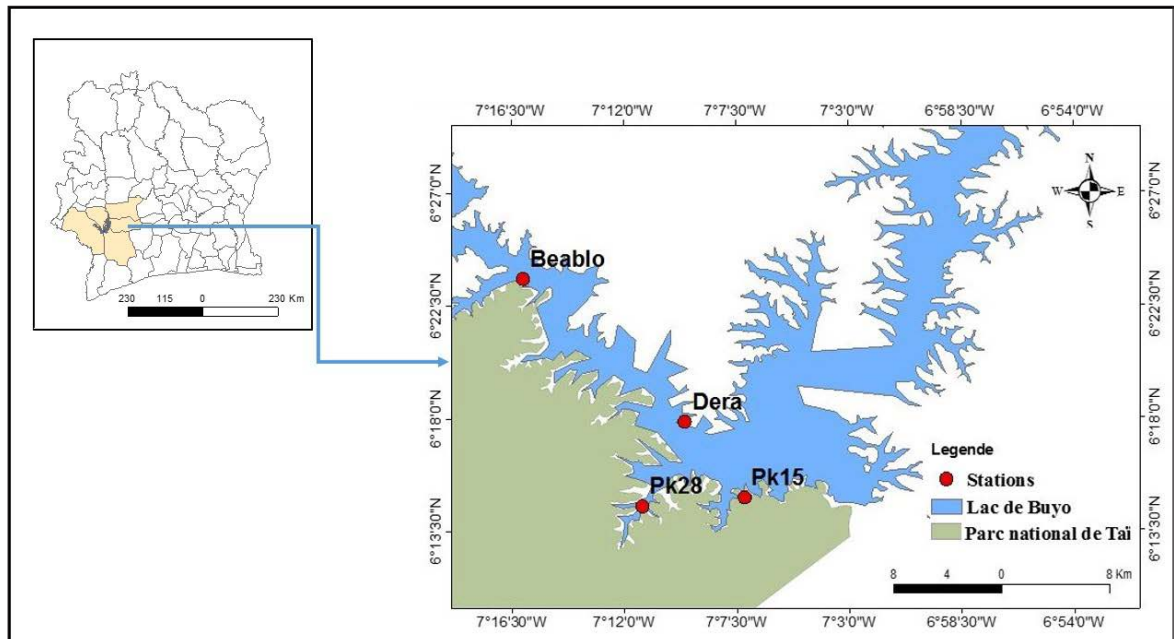 7°16'30"W 7°12'0"W 7°7'30"W 7°3'0"W 6°58'30"W 6°54'0"W
6°27'0"N 6°27'0"N
N
W E
S
Beablo
230 115 0 230 Km
6°22'30"N 6°22'30"N
Dera
6°18'0"N 6°18'0"N
Legende
Stations
Pk28 Pk15
Lac de Buyo
Parc national de Taï
6°13'30"N 6°13'30"N
8 4 0 8 Km
7°16'30"W 7°12'0"W 7°7'30"W 7°3'0"W 6°58'30"W 6°54'0"W